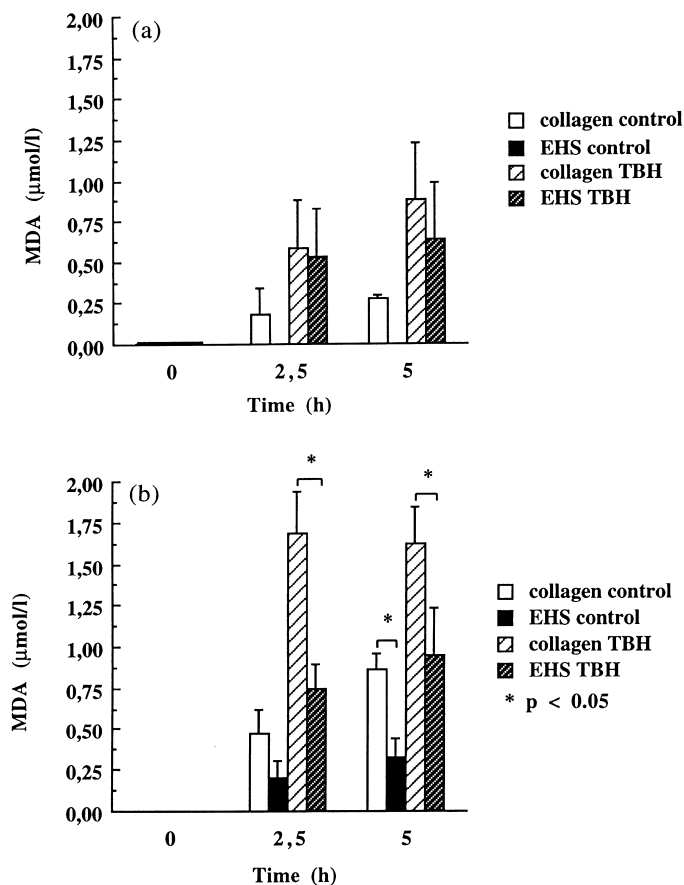 (a)
2,00
1,75
1,50
1,25
1,00
0,75
0,50
0,25
0,00
MDA (μmol/l)
0 2,5 5
Time (h)
collagen control
EHS control
collagen TBH
EHS TBH
(b)
2,00
1,75
1,50
1,25
1,00
0,75
0,50
0,25
0,00
MDA (μmol/l)
* * *
0 2,5 5
Time (h)
collagen control
EHS control
collagen TBH
EHS TBH
* p < 0.05